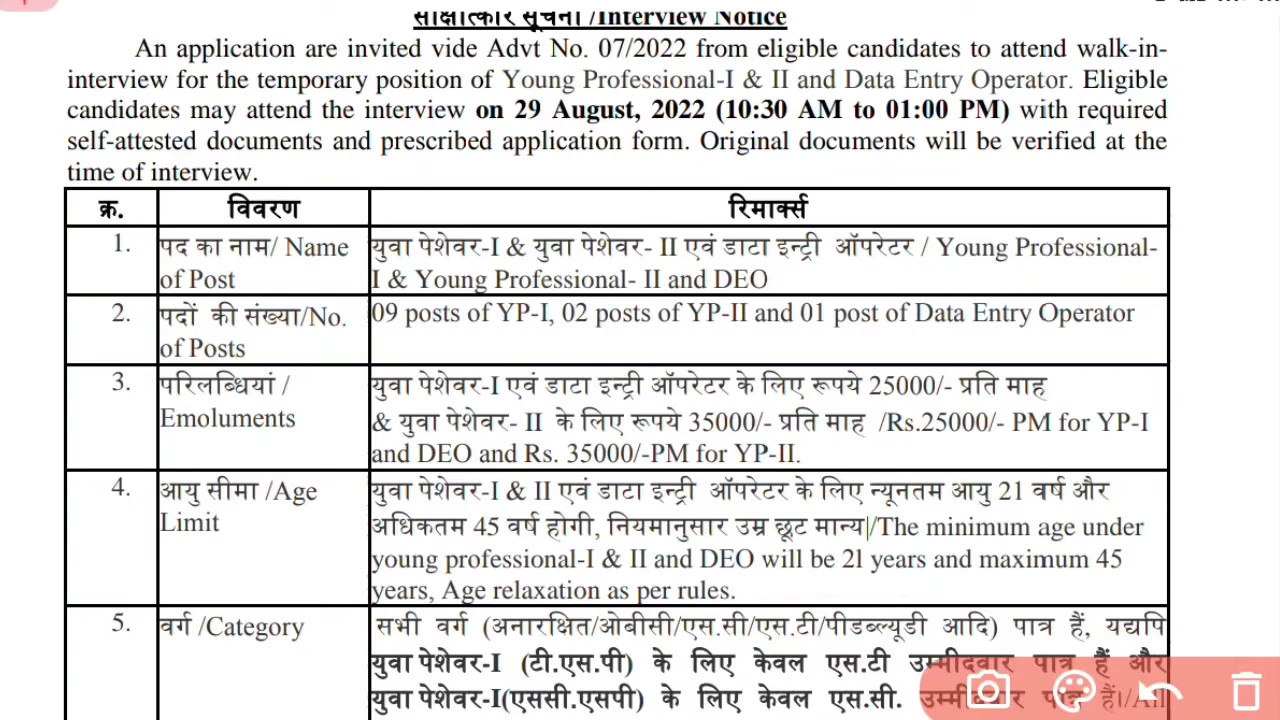 साक्षात्कार सूचना /Interview Notice
An application are invited vide Advt No. 07/2022 from eligible candidates to attend walk-in-
interview for the temporary position of Young Professional-I & II and Data Entry Operator. Eligible
candidates may attend the interview on 29 August, 2022 (10:30 AM to 01:00 PM) with required
self-attested documents and prescribed application form. Original documents will be verified at the
time of interview.
क्र. विवरण रिमार्क्स
1. पद का नाम/ Name of Post
युवा पेशेवर-I & युवा पेशेवर- II एवं डाटा इन्ट्री ऑपरेटर / Young Professional-
I & Young Professional- II and DEO
2. पदों की संख्या/No. of Posts
09 posts of YP-I, 02 posts of YP-II and 01 post of Data Entry Operator
3. परिलब्धियां / Emoluments
युवा पेशेवर-I एवं डाटा इन्ट्री ऑपरेटर के लिए रूपये 25000/- प्रति माह
& युवा पेशेवर- II के लिए रूपये 35000/- प्रति माह /Rs.25000/- PM for YP-I
and DEO and Rs. 35000/-PM for YP-II.
4. आयु सीमा /Age Limit
युवा पेशेवर-I & II एवं डाटा इन्ट्री ऑपरेटर के लिए न्यूनतम आयु 21 वर्ष और
अधिकतम 45 वर्ष होगी, नियमानुसार उम्र छूट मान्य|/The minimum age under
young professional-I & II and DEO will be 21 years and maximum 45
years, Age relaxation as per rules.
5. वर्ग /Category
सभी वर्ग (अनारक्षित/ओबीसी/एस.सी/एस.टी/पीडब्ल्यूडी आदि) पात्र हैं, यद्यपि
युवा पेशेवर-I (टी.एस.पी) के लिए केवल एस.टी उम्मीदवार पात्र हैं और
युवा पेशेवर-I(एससी.एसपी) के लिए केवल एस.सी. उम्मीदवार पात्र हैं।/All